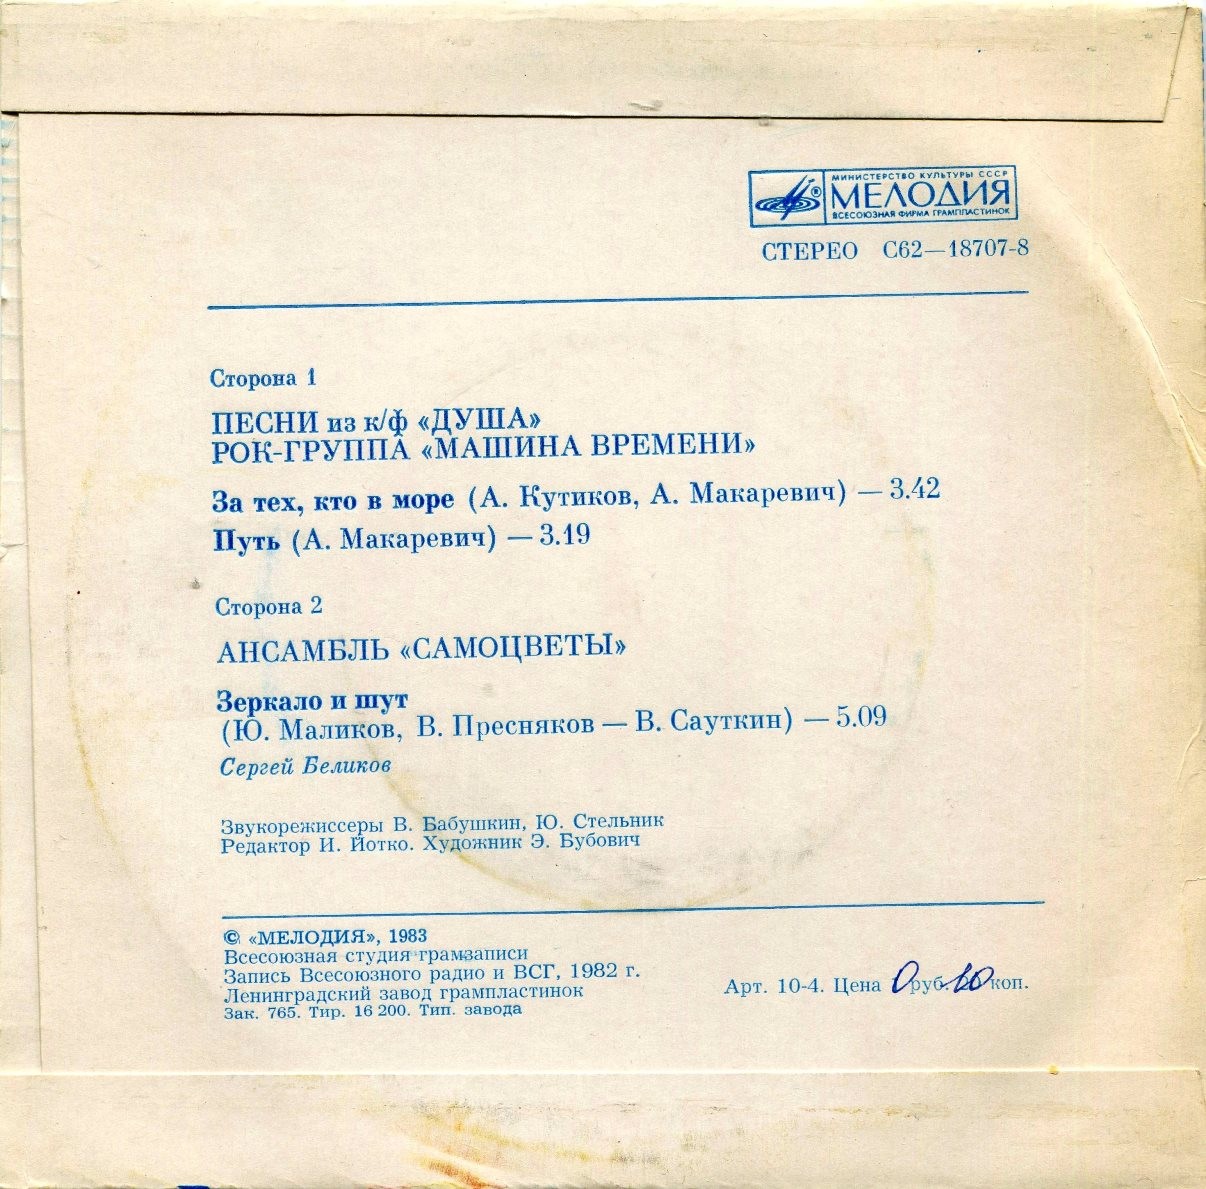 МИНИСТЕРСТВО КУЛЬТУРЫ СССР
МЕЛОДИЯ
ВСЕСОЮЗНАЯ ФИРМА ГРАМПЛАСТИНОК
СТЕРЕО С62—18707-8
Сторона 1
ПЕСНИ из к/ф «ДУША»
РОК-ГРУППА «МАШИНА ВРЕМЕНИ»
За тех, кто в море (А. Кутиков, А. Макаревич) — 3.42
Путь (А. Макаревич) — 3.19
Сторона 2
АНСАМБЛЬ «САМОЦВЕТЫ»
Зеркало и шут
(Ю. Маликов, В. Пресняков — В. Сауткин) — 5.09
Сергей Беликов
Звукорежиссеры В. Бабушкин, Ю. Стельник
Редактор И. Йотко. Художник Э. Бубович
© «МЕЛОДИЯ», 1983
Всесоюзная студия грамзаписи
Запись Всесоюзного радио и ВСГ, 1982 г.
Ленинградский завод грампластинок
Зак. 765. Тир. 16 200. Тип. завода
Арт. 10-4. Цена 0 руб. коп.